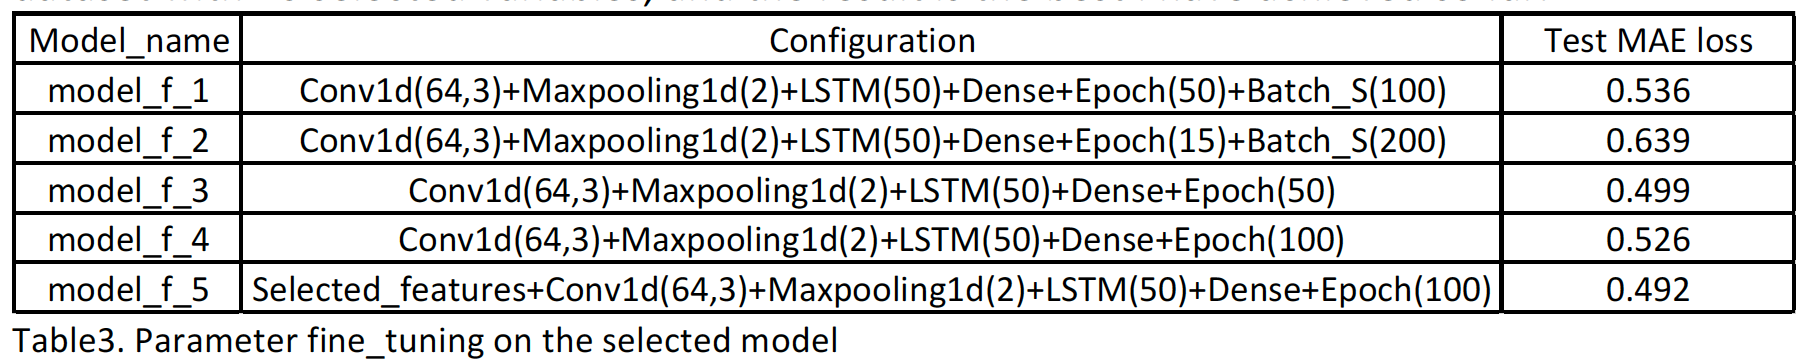 Model_name Configuration Test MAE loss
model_f_1 Conv1d(64,3)+Maxpooling1d(2)+LSTM(50)+Dense+Epoch(50)+Batch_S(100) 0.536
model_f_2 Conv1d(64,3)+Maxpooling1d(2)+LSTM(50)+Dense+Epoch(15)+Batch_S(200) 0.639
model_f_3 Conv1d(64,3)+Maxpooling1d(2)+LSTM(50)+Dense+Epoch(50) 0.499
model_f_4 Conv1d(64,3)+Maxpooling1d(2)+LSTM(50)+Dense+Epoch(100) 0.526
model_f_5 Selected_features+Conv1d(64,3)+Maxpooling1d(2)+LSTM(50)+Dense+Epoch(100) 0.492
Table3. Parameter fine_tuning on the selected model